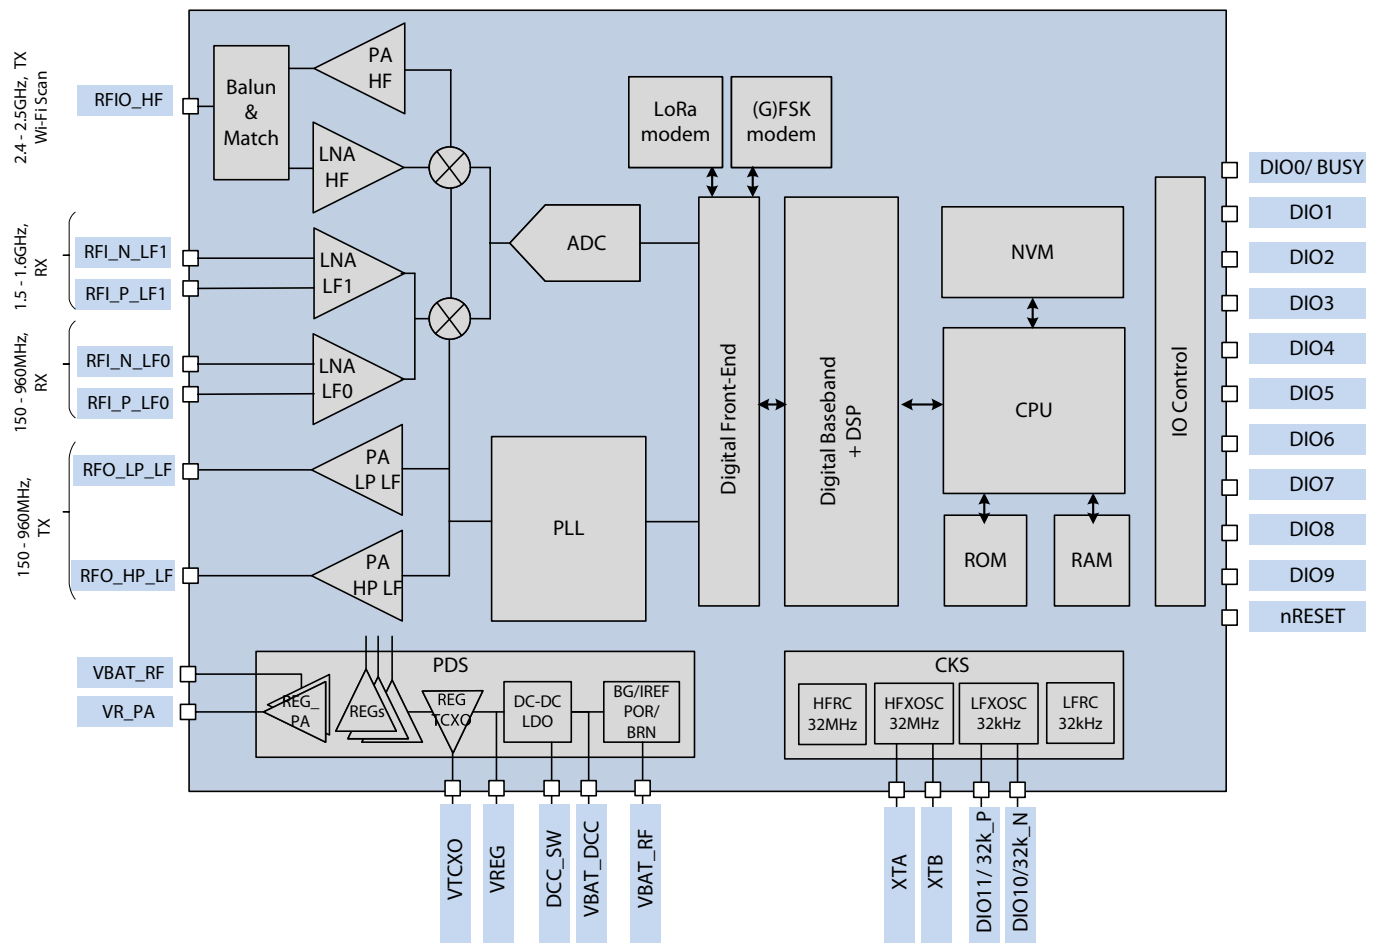 2.4 - 2.5GHz, TX
Wi-Fi Scan
RFIO_HF
Balun
&
Match
PA
HF
LNA
HF
1.5 - 1.6GHz,
RX
RFI_N_LF1
RFI_P_LF1
LNA
LF1
150 - 960MHz,
RX
RFI_N_LF0
RFI_P_LF0
LNA
LF0
150 - 960MHz,
TX
RFO_LP_LF
RFO_HP_LF
PA
LP LF
PA
HP LF
ADC
PLL
LoRa
modem
(G)FSK
modem
Digital Front-End
Digital Baseband
+ DSP
NVM
CPU
ROM
RAM
IO Control
DIO0/ BUSY
DIO1
DIO2
DIO3
DIO4
DIO5
DIO6
DIO7
DIO8
DIO9
nRESET
VBAT_RF
VR_PA
PDS
REG_
PA
REGs
REG
TCXO
DC-DC
LDO
BG/IREF
POR/
BRN
CKS
HFRC
32MHz
HFXOSC
32MHz
LFXOSC
32kHz
LFRC
32kHz
VTCXO
VREG
DCC_SW
VBAT_DCC
VBAT_RF
XTA
XTB
DIO11/ 32k_P
DIO10/32k_N